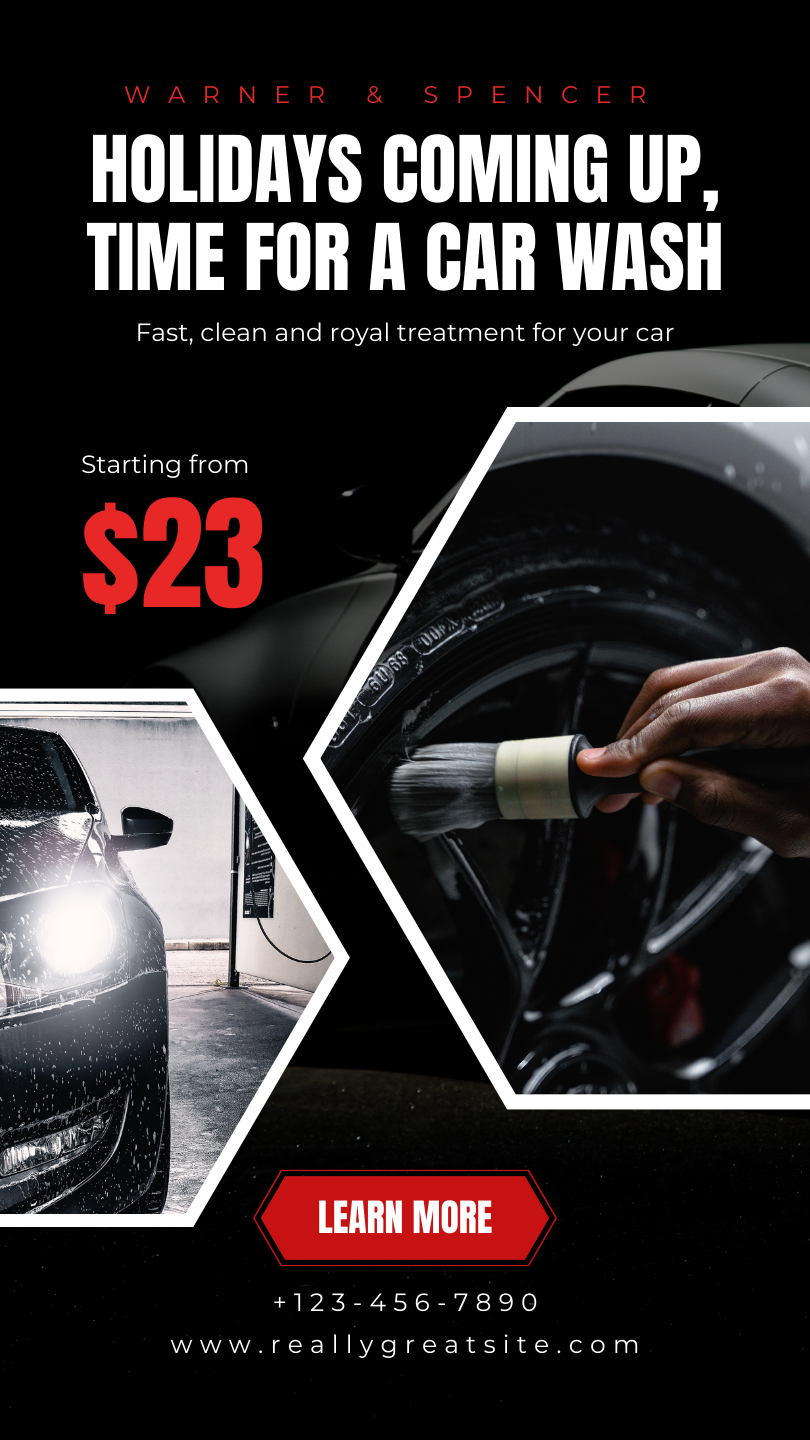 WARNER & SPENCER
HOLIDAYS COMING UP,
TIME FOR A CAR WASH
Fast, clean and royal treatment for your car
Starting from
$23
LEARN MORE
+123-456-7890
www.reallygreatsite.com